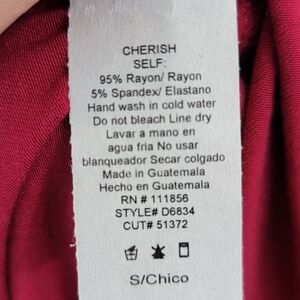 CHERISH
SELF:
95% Rayon/ Rayon
5% Spandex/ Elastano
Hand wash in cold water
Do not bleach Line dry
Lavar a mano en
agua fria No usar
blanqueador Secar colgado
Made in Guatemala
Hecho en Guatemala
RN # 111856
STYLE# D6834
CUT# 51372
S/Chico